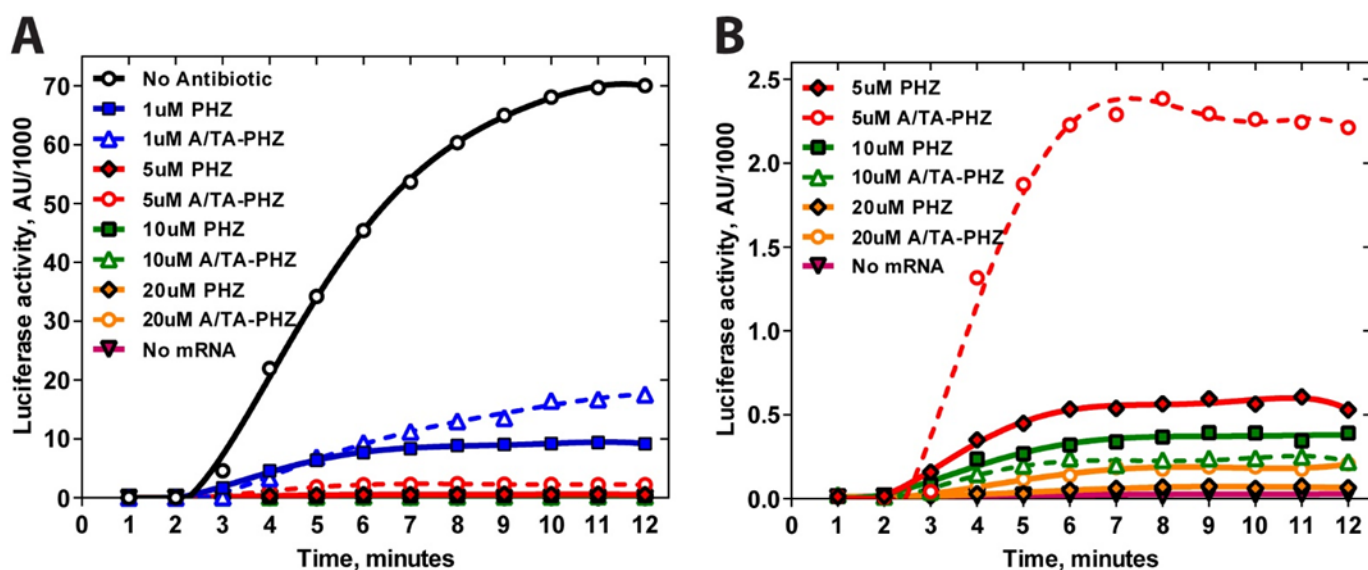 A
Luciferase activity, AU/1000
70
60
50
40
30
20
10
0
No Antibiotic
1uM PHZ
1uM A/TA-PHZ
5uM PHZ
5uM A/TA-PHZ
10uM PHZ
10uM A/TA-PHZ
20uM PHZ
20uM A/TA-PHZ
No mRNA
0 1 2 3 4 5 6 7 8 9 10 11 12
Time, minutes
B
Luciferase activity, AU/1000
2.5
2.0
1.5
1.0
0.5
0.0
5uM PHZ
5uM A/TA-PHZ
10uM PHZ
10uM A/TA-PHZ
20uM PHZ
20uM A/TA-PHZ
No mRNA
0 1 2 3 4 5 6 7 8 9 10 11 12
Time, minutes